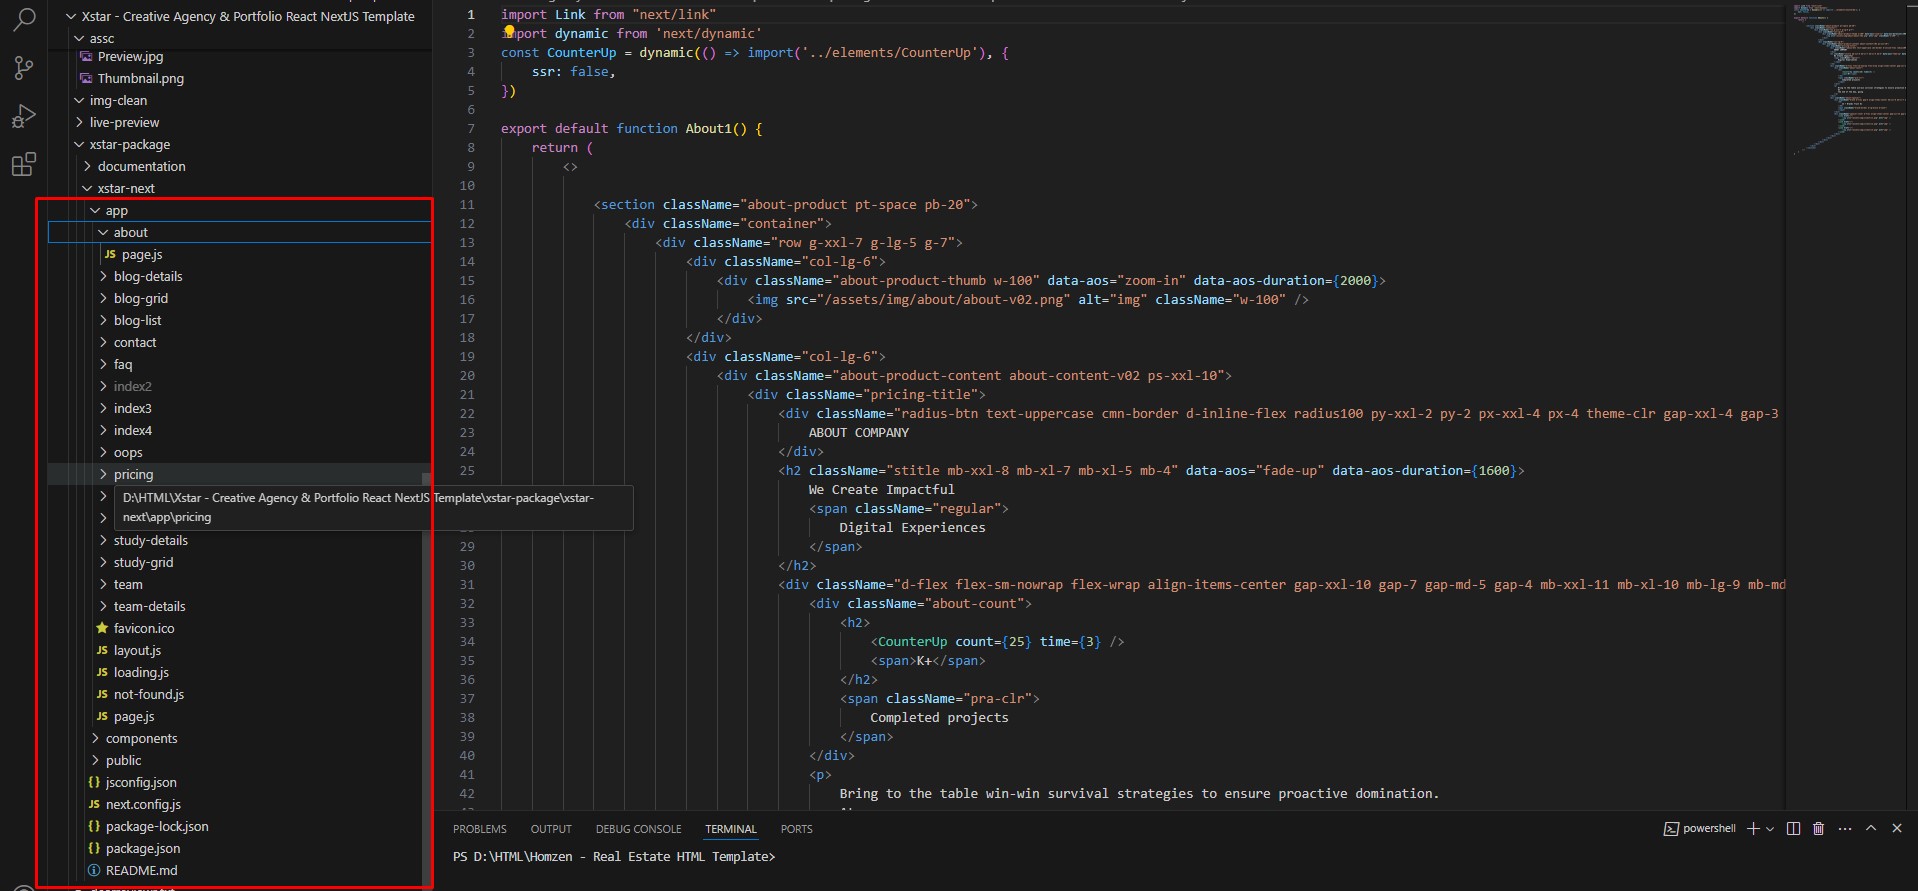 Xstar - Creative Agency & Portfolio React NextJS Template
assc
Preview.jpg
Thumbnail.png
img-clean
live-preview
xstar-package
documentation
xstar-next
app
about
JS page.js
blog-details
blog-grid
blog-list
contact
faq
index2
index3
index4
oops
pricing
D:\HTML\Xstar - Creative Agency & Portfolio React NextJS Template\xstar-package\xstar-
next\app\pricing
study-details
study-grid
team
team-details
favicon.ico
JS layout.js
JS loading.js
JS not-found.js
JS page.js
components
public
{} jsconfig.json
JS next.config.js
{} package-lock.json
{} package.json
README.md
1 import Link from "next/link"
2 import dynamic from 'next/dynamic'
3 const CounterUp = dynamic(() => import('../elements/CounterUp'), {
4 ssr: false,
5 })
6
7 export default function About1() {
8 return (
9 <>
10
11 <section className="about-product pt-space pb-20">
12 <div className="container">
13 <div className="row g-xxl-7 g-lg-5 g-7">
14 <div className="col-lg-6">
15 <div className="about-product-thumb w-100" data-aos="zoom-in" data-aos-duration={2000}>
16 <img src="/assets/img/about/about-v02.png" alt="img" className="w-100" />
17 </div>
18 </div>
19 <div className="col-lg-6">
20 <div className="about-product-content about-content-v02 ps-xxl-10">
21 <div className="pricing-title">
22 <div className="radius-btn text-uppercase cmn-border d-inline-flex radius100 py-xxl-2 py-2 px-xxl-4 px-4 theme-clr gap-xxl-4 gap-3
23 ABOUT COMPANY
24 </div>
25 <h2 className="stitle mb-xxl-8 mb-xl-7 mb-xl-5 mb-4" data-aos="fade-up" data-aos-duration={1600}>
We Create Impactful
<span className="regular">
Digital Experiences
29 </span>
30 </h2>
31 <div className="d-flex flex-sm-nowrap flex-wrap align-items-center gap-xxl-10 gap-7 gap-md-5 gap-4 mb-xxl-11 mb-xl-10 mb-lg-9 mb-md
32 <div className="about-count">
33 <h2>
34 <CounterUp count={25} time={3} />
35 <span>K+</span>
36 </h2>
37 <span className="pra-clr">
38 Completed projects
39 </span>
40 </div>
41 <p>
42 Bring to the table win-win survival strategies to ensure proactive domination.
PROBLEMS OUTPUT DEBUG CONSOLE TERMINAL PORTS
powershell
PS D:\HTML\Homzen - Real Estate HTML Template>